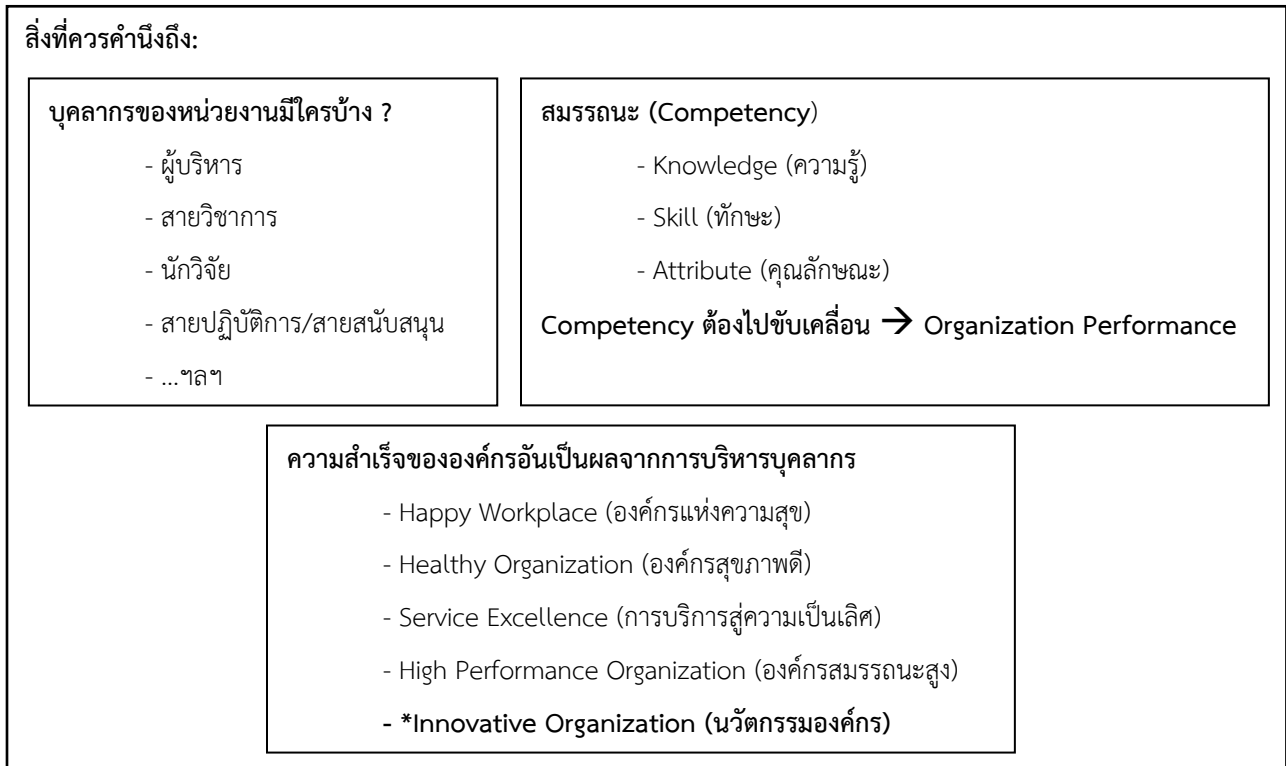 สิ่งที่ควรคำนึงถึง:
บุคลากรของหน่วยงานมีใครบ้าง ?
- ผู้บริหาร
- สายวิชาการ
- นักวิจัย
- สายปฏิบัติการ/สายสนับสนุน
- ...ฯลฯ
สมรรถนะ (Competency)
- Knowledge (ความรู้)
- Skill (ทักษะ)
- Attribute (คุณลักษณะ)
Competency ต้องไปขับเคลื่อน → Organization Performance
ความสำเร็จขององค์กรอันเป็นผลจากการบริหารบุคลากร
- Happy Workplace (องค์กรแห่งความสุข)
- Healthy Organization (องค์กรสุขภาพดี)
- Service Excellence (การบริการสู่ความเป็นเลิศ)
- High Performance Organization (องค์กรสมรรถนะสูง)
- *Innovative Organization (นวัตกรรมองค์กร)